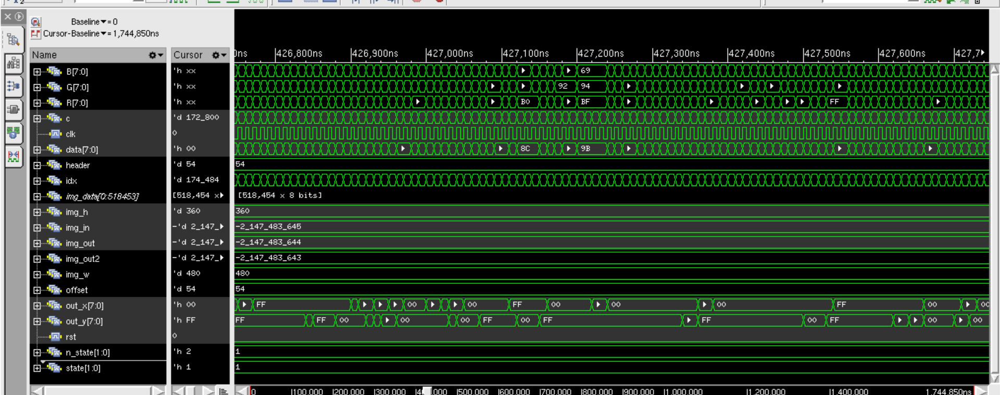 x2
Baseline▾= 0
Cursor-Baseline▾= 1,744,850ns
Name Cursor 0ns |426,800ns |426,900ns |427,000ns |427,100ns |427,200ns |427,300ns |427,400ns |427,500ns |427,600ns |427,7
B[7:0] 'h xx 69
G[7:0] 'h xx 92 94
R[7:0] 'h xx B0 BF FF
c 'd 172_800
clk 0
data[7:0] 'h 00 8C 9B
header 'd 54 54
idx 'd 174_484
img_data[0:518453] [518,454 x [518,454 x 8 bits]
img_h 'd 360 360
img_in -'d 2_147_ -2_147_483_645
img_out -'d 2_147_ -2_147_483_644
img_out2 -'d 2_147_ -2_147_483_643
img_w 'd 480 480
offset 'd 54 54
out_x[7:0] 'h 00 FF 00 00 FF 00 00 00 FF 00 00
out_y[7:0] 'h FF FF FF 00 00 00 FF 00 FF FF 00 FF 00 00
rst 0
n_state[1:0] 'h 2 1
state[1:0] 'h 1 1
0 |100,000 |200,000 |300,000 |4 ,000 |500,000 |600,000 |700,000 |800,000 |900,000 |1,000,000 |1,200,000 |1,400,000 1,744,850ns